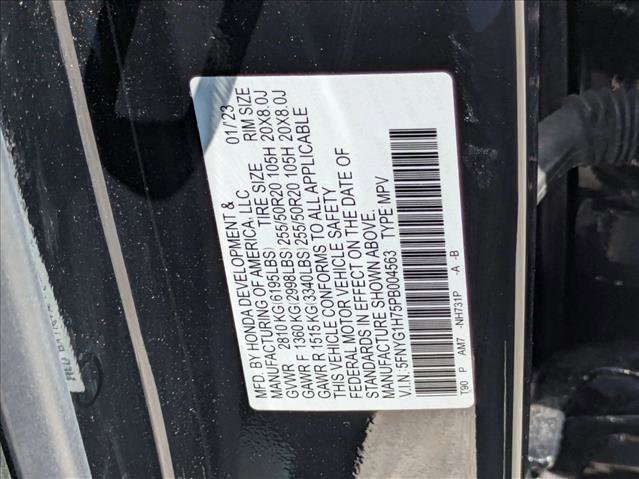 MFD. BY HONDA DEVELOPMENT &
MANUFACTURING OF AMERICA, LLC 01/23
TIRE SIZE RIM SIZE
GVWR 2810 KG(6195LBS)
GAWR F 1360 KG(2998LBS) 255/50R20 105H 20X8.0J
GAWR R 1515 KG(3340LBS) 255/50R20 105H 20X8.0J
THIS VEHICLE CONFORMS TO ALL APPLICABLE
FEDERAL MOTOR VEHICLE SAFETY
STANDARDS IN EFFECT ON THE DATE OF
MANUFACTURE SHOWN ABOVE.
V.I.N: 5FNYG1H75PB004563 TYPE MPV
T90 P AM7 -NH731P -A -B